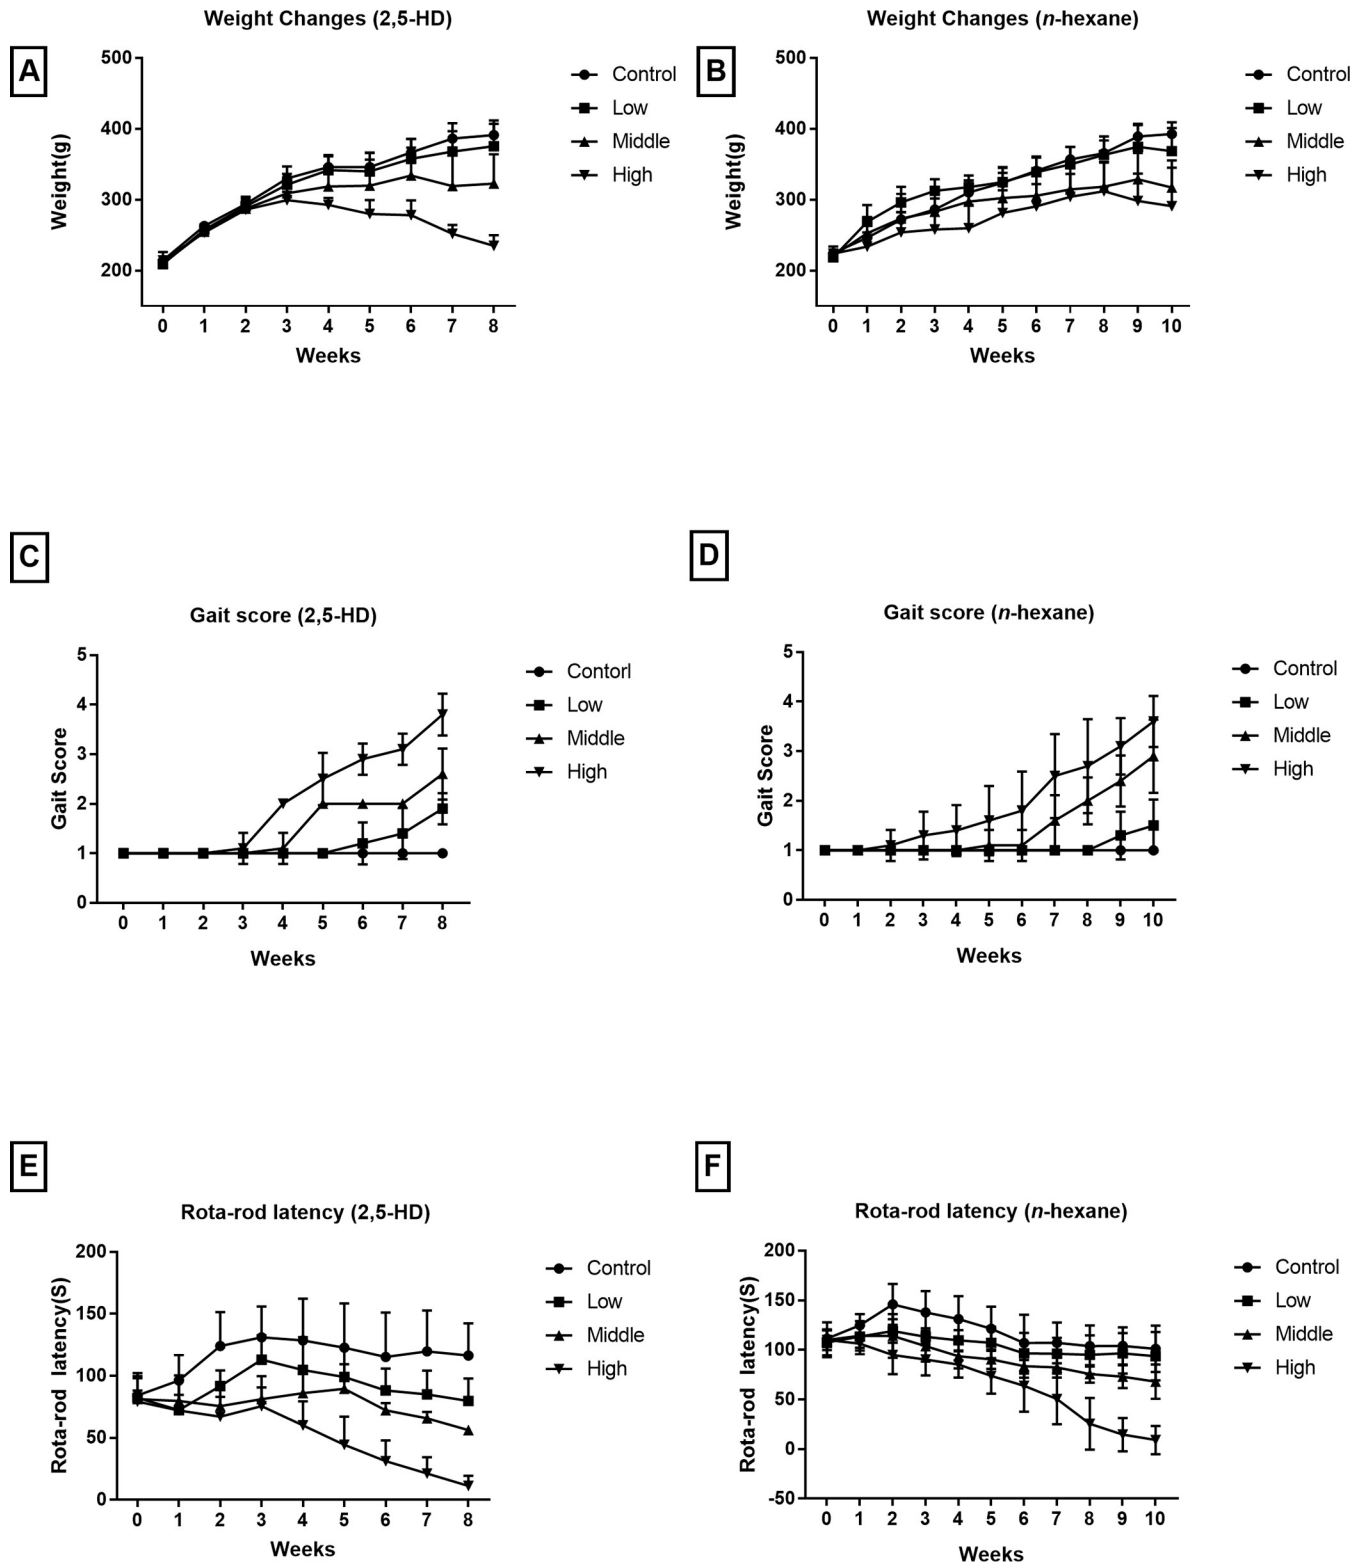 Weight Changes (2,5-HD)
A
500
400
300
200
Weight(g)
0 1 2 3 4 5 6 7 8
Weeks
Control
Low
Middle
High
Weight Changes (n-hexane)
B
500
400
300
200
Weight(g)
0 1 2 3 4 5 6 7 8 9 10
Weeks
Control
Low
Middle
High
C
Gait score (2,5-HD)
5
4
3
2
1
0
Gait Score
0 1 2 3 4 5 6 7 8
Weeks
Contorl
Low
Middle
High
D
Gait score (n-hexane)
5
4
3
2
1
0
Gait Score
0 1 2 3 4 5 6 7 8 9 10
Weeks
Control
Low
Middle
High
E
Rota-rod latency (2,5-HD)
200
150
100
50
0
Rota-rod latency(S)
0 1 2 3 4 5 6 7 8
Weeks
Control
Low
Middle
High
F
Rota-rod latency (n-hexane)
200
150
100
50
0
-50
Rota-rod latency(S)
0 1 2 3 4 5 6 7 8 9 10
Weeks
Control
Low
Middle
High